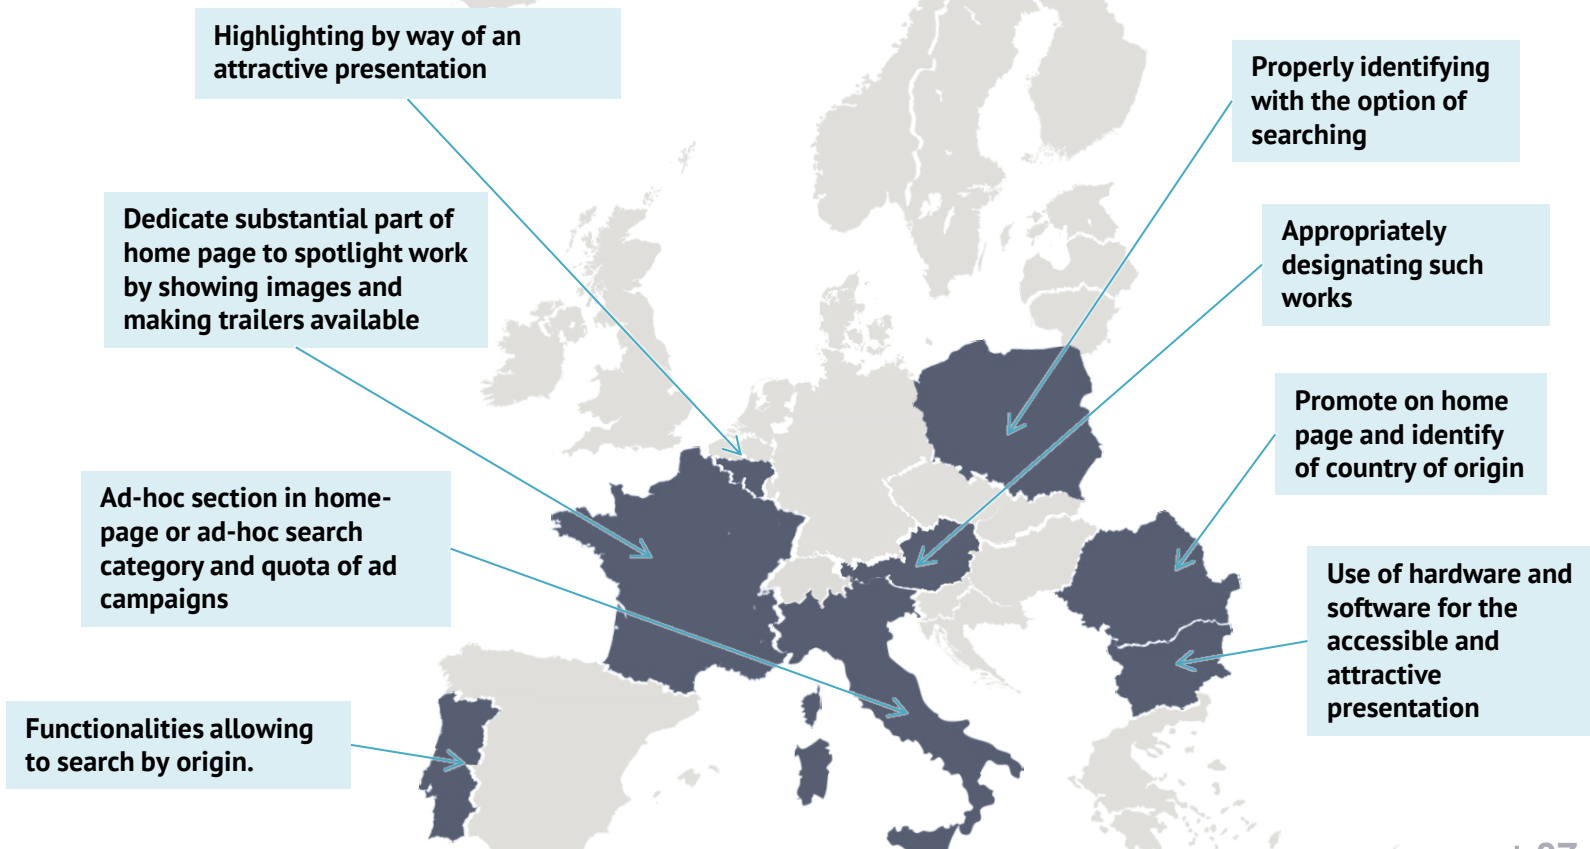 Highlighting by way of an
attractive presentation
Properly identifying
with the option of
searching
Dedicate substantial part of
home page to spotlight work
by showing images and
making trailers available
Appropriately
designating such
works
Promote on home
page and identify
of country of origin
Ad-hoc section in home-
page or ad-hoc search
category and quota of ad
campaigns
Use of hardware and
software for the
accessible and
attractive
presentation
Functionalities allowing
to search by origin.